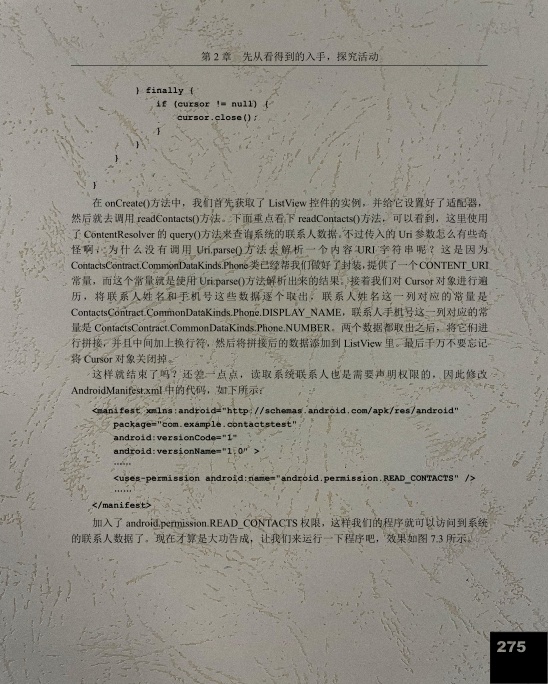 第 2 章　先从看得到的入手，探究活动
} finally {
if (cursor != null) {
cursor.close();
}
}
}
}
在 onCreate()方法中，我们首先获取了 ListView 控件的实例，并给它设置好了适配器，
然后就去调用 readContacts()方法。下面重点看下 readContacts()方法，可以看到，这里使用
了 ContentResolver 的 query()方法来查询系统的联系人数据。不过传入的 Uri 参数怎么有些奇
怪啊，为什么没有调用 Uri.parse()方法去解析一个内容 URI 字符串呢？这是因为
ContactsContract.CommonDataKinds.Phone类已经帮我们做好了封装，提供了一个CONTENT_URI
常量，而这个常量就是使用 Uri.parse()方法解析出来的结果。接着我们对 Cursor 对象进行遍
历，将联系人姓名和手机号这些数据逐个取出，联系人姓名这一列对应的常量是
ContactsContract.CommonDataKinds.Phone.DISPLAY_NAME，联系人手机号这一列对应的常
量是 ContactsContract.CommonDataKinds.Phone.NUMBER。两个数据都取出之后，将它们进
行拼接，并且中间加上换行符，然后将拼接后的数据添加到 ListView 里。最后千万不要忘记
将 Cursor 对象关闭掉。
这样就结束了吗？还差一点点，读取系统联系人也是需要声明权限的，因此修改
AndroidManifest.xml 中的代码，如下所示：
<manifest xmlns:android="http://schemas.android.com/apk/res/android"
package="com.example.contactstest"
android:versionCode="1"
android:versionName="1.0" >
……
<uses-permission android:name="android.permission.READ_CONTACTS" />
……
</manifest>
加入了 android.permission.READ_CONTACTS 权限，这样我们的程序就可以访问到系统
的联系人数据了。现在才算是大功告成，让我们来运行一下程序吧，效果如图 7.3 所示。
275